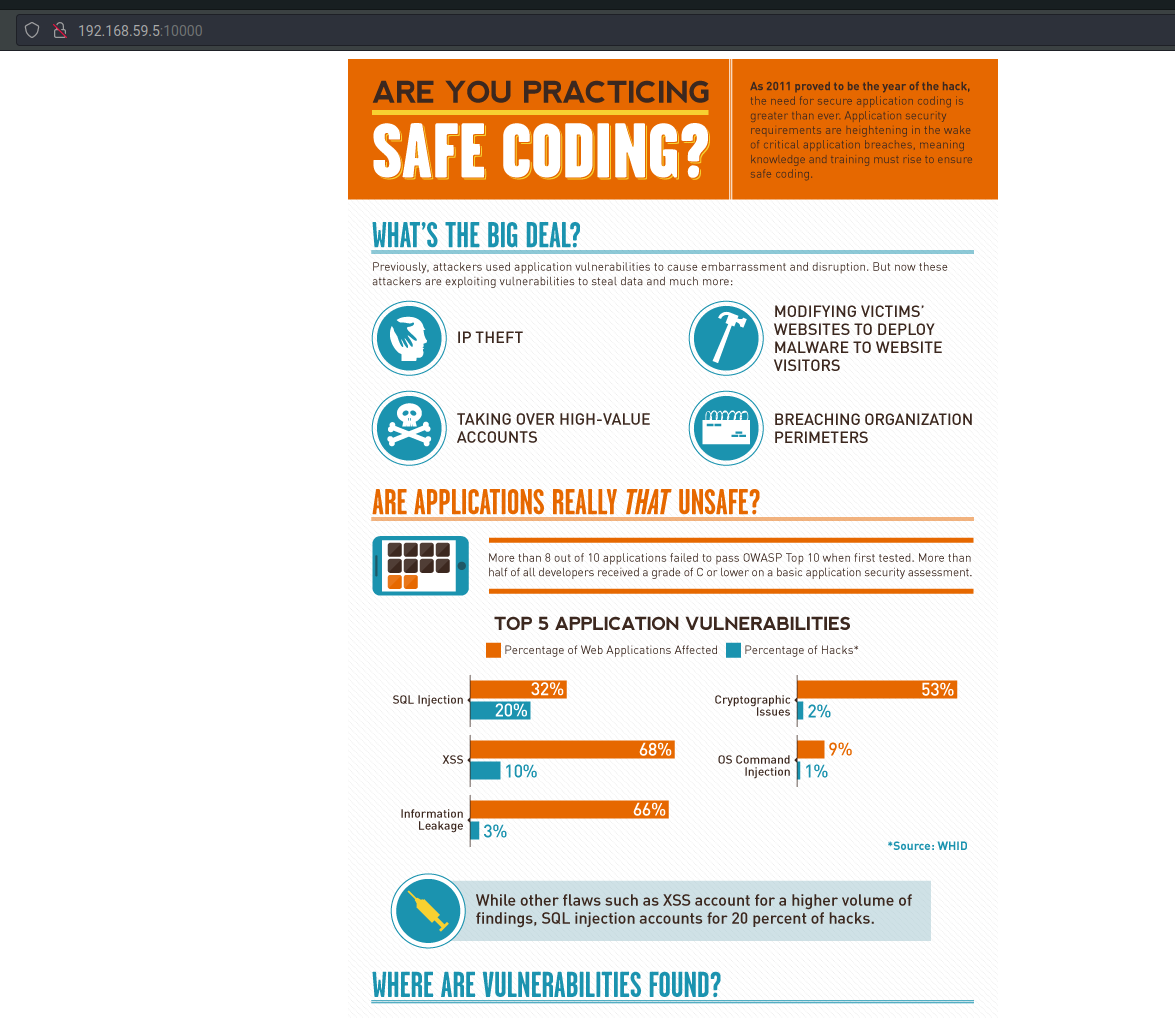 192.168.59.5:10000
ARE YOU PRACTICING
SAFE CODING?
As 2011 proved to be the year of the hack,
the need for secure application coding is
greater than ever. Application security
requirements are heightening in the wake
of critical application breaches, meaning
knowledge and training must rise to ensure
safe coding.
WHAT'S THE BIG DEAL?
Previously, attackers used application vulnerabilities to cause embarrassment and disruption. But now these
attackers are exploiting vulnerabilities to steal data and much more:
IP THEFT
MODIFYING VICTIMS'
WEBSITES TO DEPLOY
MALWARE TO WEBSITE
VISITORS
TAKING OVER HIGH-VALUE
ACCOUNTS
BREACHING ORGANIZATION
PERIMETERS
ARE APPLICATIONS REALLY THAT UNSAFE?
More than 8 out of 10 applications failed to pass OWASP Top 10 when first tested. More than
half of all developers received a grade of C or lower on a basic application security assessment.
TOP 5 APPLICATION VULNERABILITIES
Percentage of Web Applications Affected
Percentage of Hacks*
SQL Injection
32%
20%
Cryptographic
Issues
53%
2%
XSS
68%
10%
OS Command
Injection
9%
1%
Information
Leakage
66%
3%
*Source: WHID
While other flaws such as XSS account for a higher volume of
findings, SQL injection accounts for 20 percent of hacks.
WHERE ARE VULNERABILITIES FOUND?